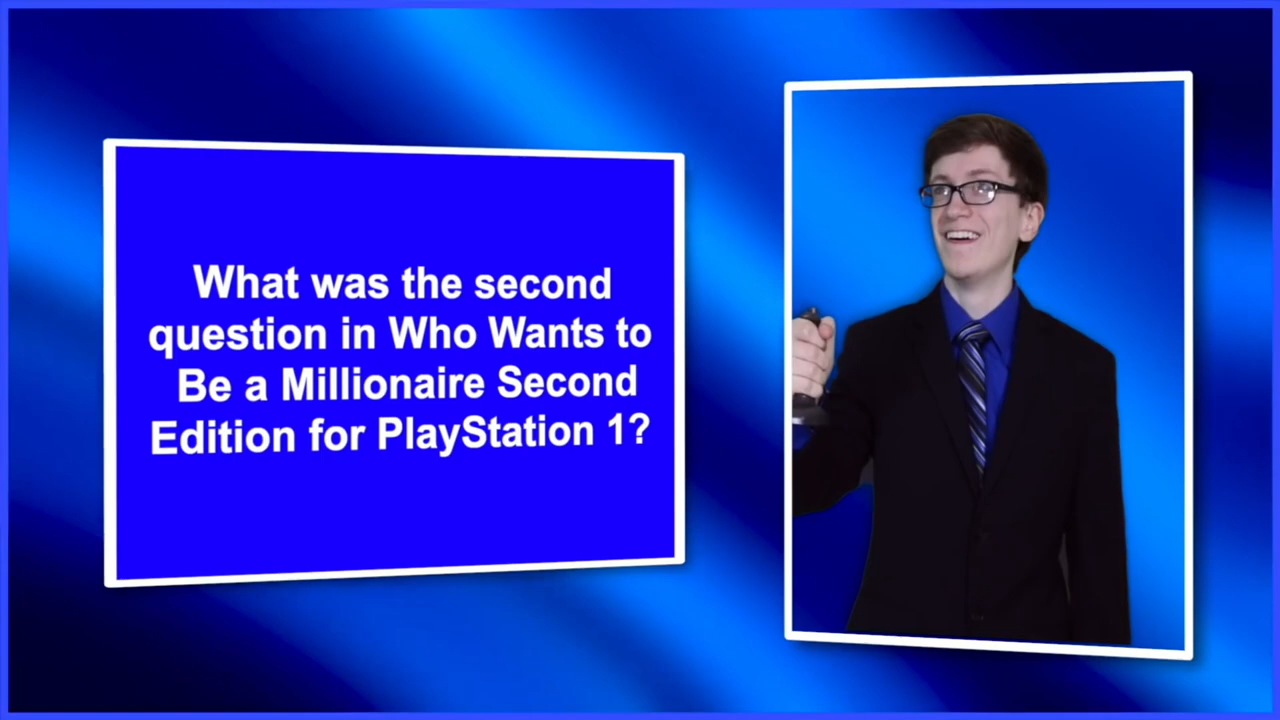 What was the second
question in Who Wants to
Be a Millionaire Second
Edition for PlayStation 1?